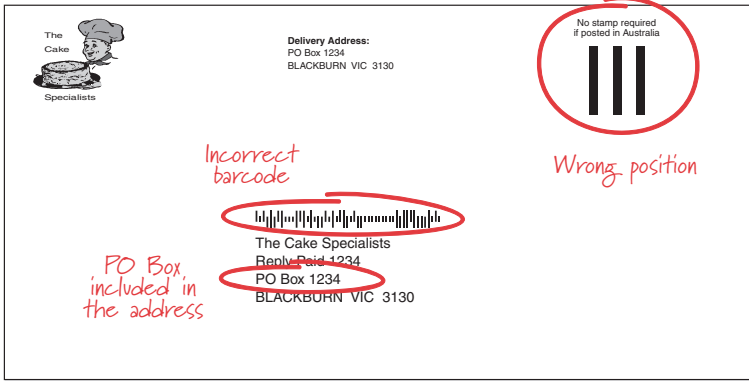 The
Cake
Specialists
Delivery Address:
PO Box 1234
BLACKBURN VIC 3130
No stamp required
if posted in Australia
Wrong position
Incorrect
barcode
The Cake Specialists
Reply Paid 1234
PO Box 1234
BLACKBURN VIC 3130
PO Box
included in
the address